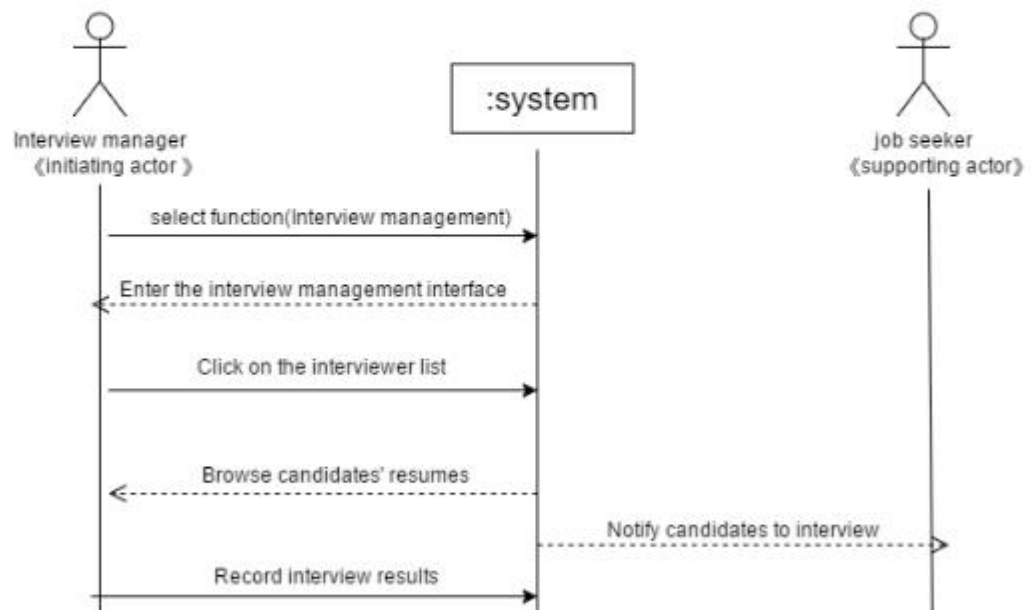 :system
Interview manager
《initiating actor 》
job seeker
《supporting actor》
select function(Interview management)
Enter the interview management interface
Click on the interviewer list
Browse candidates' resumes
Notify candidates to interview
Record interview results